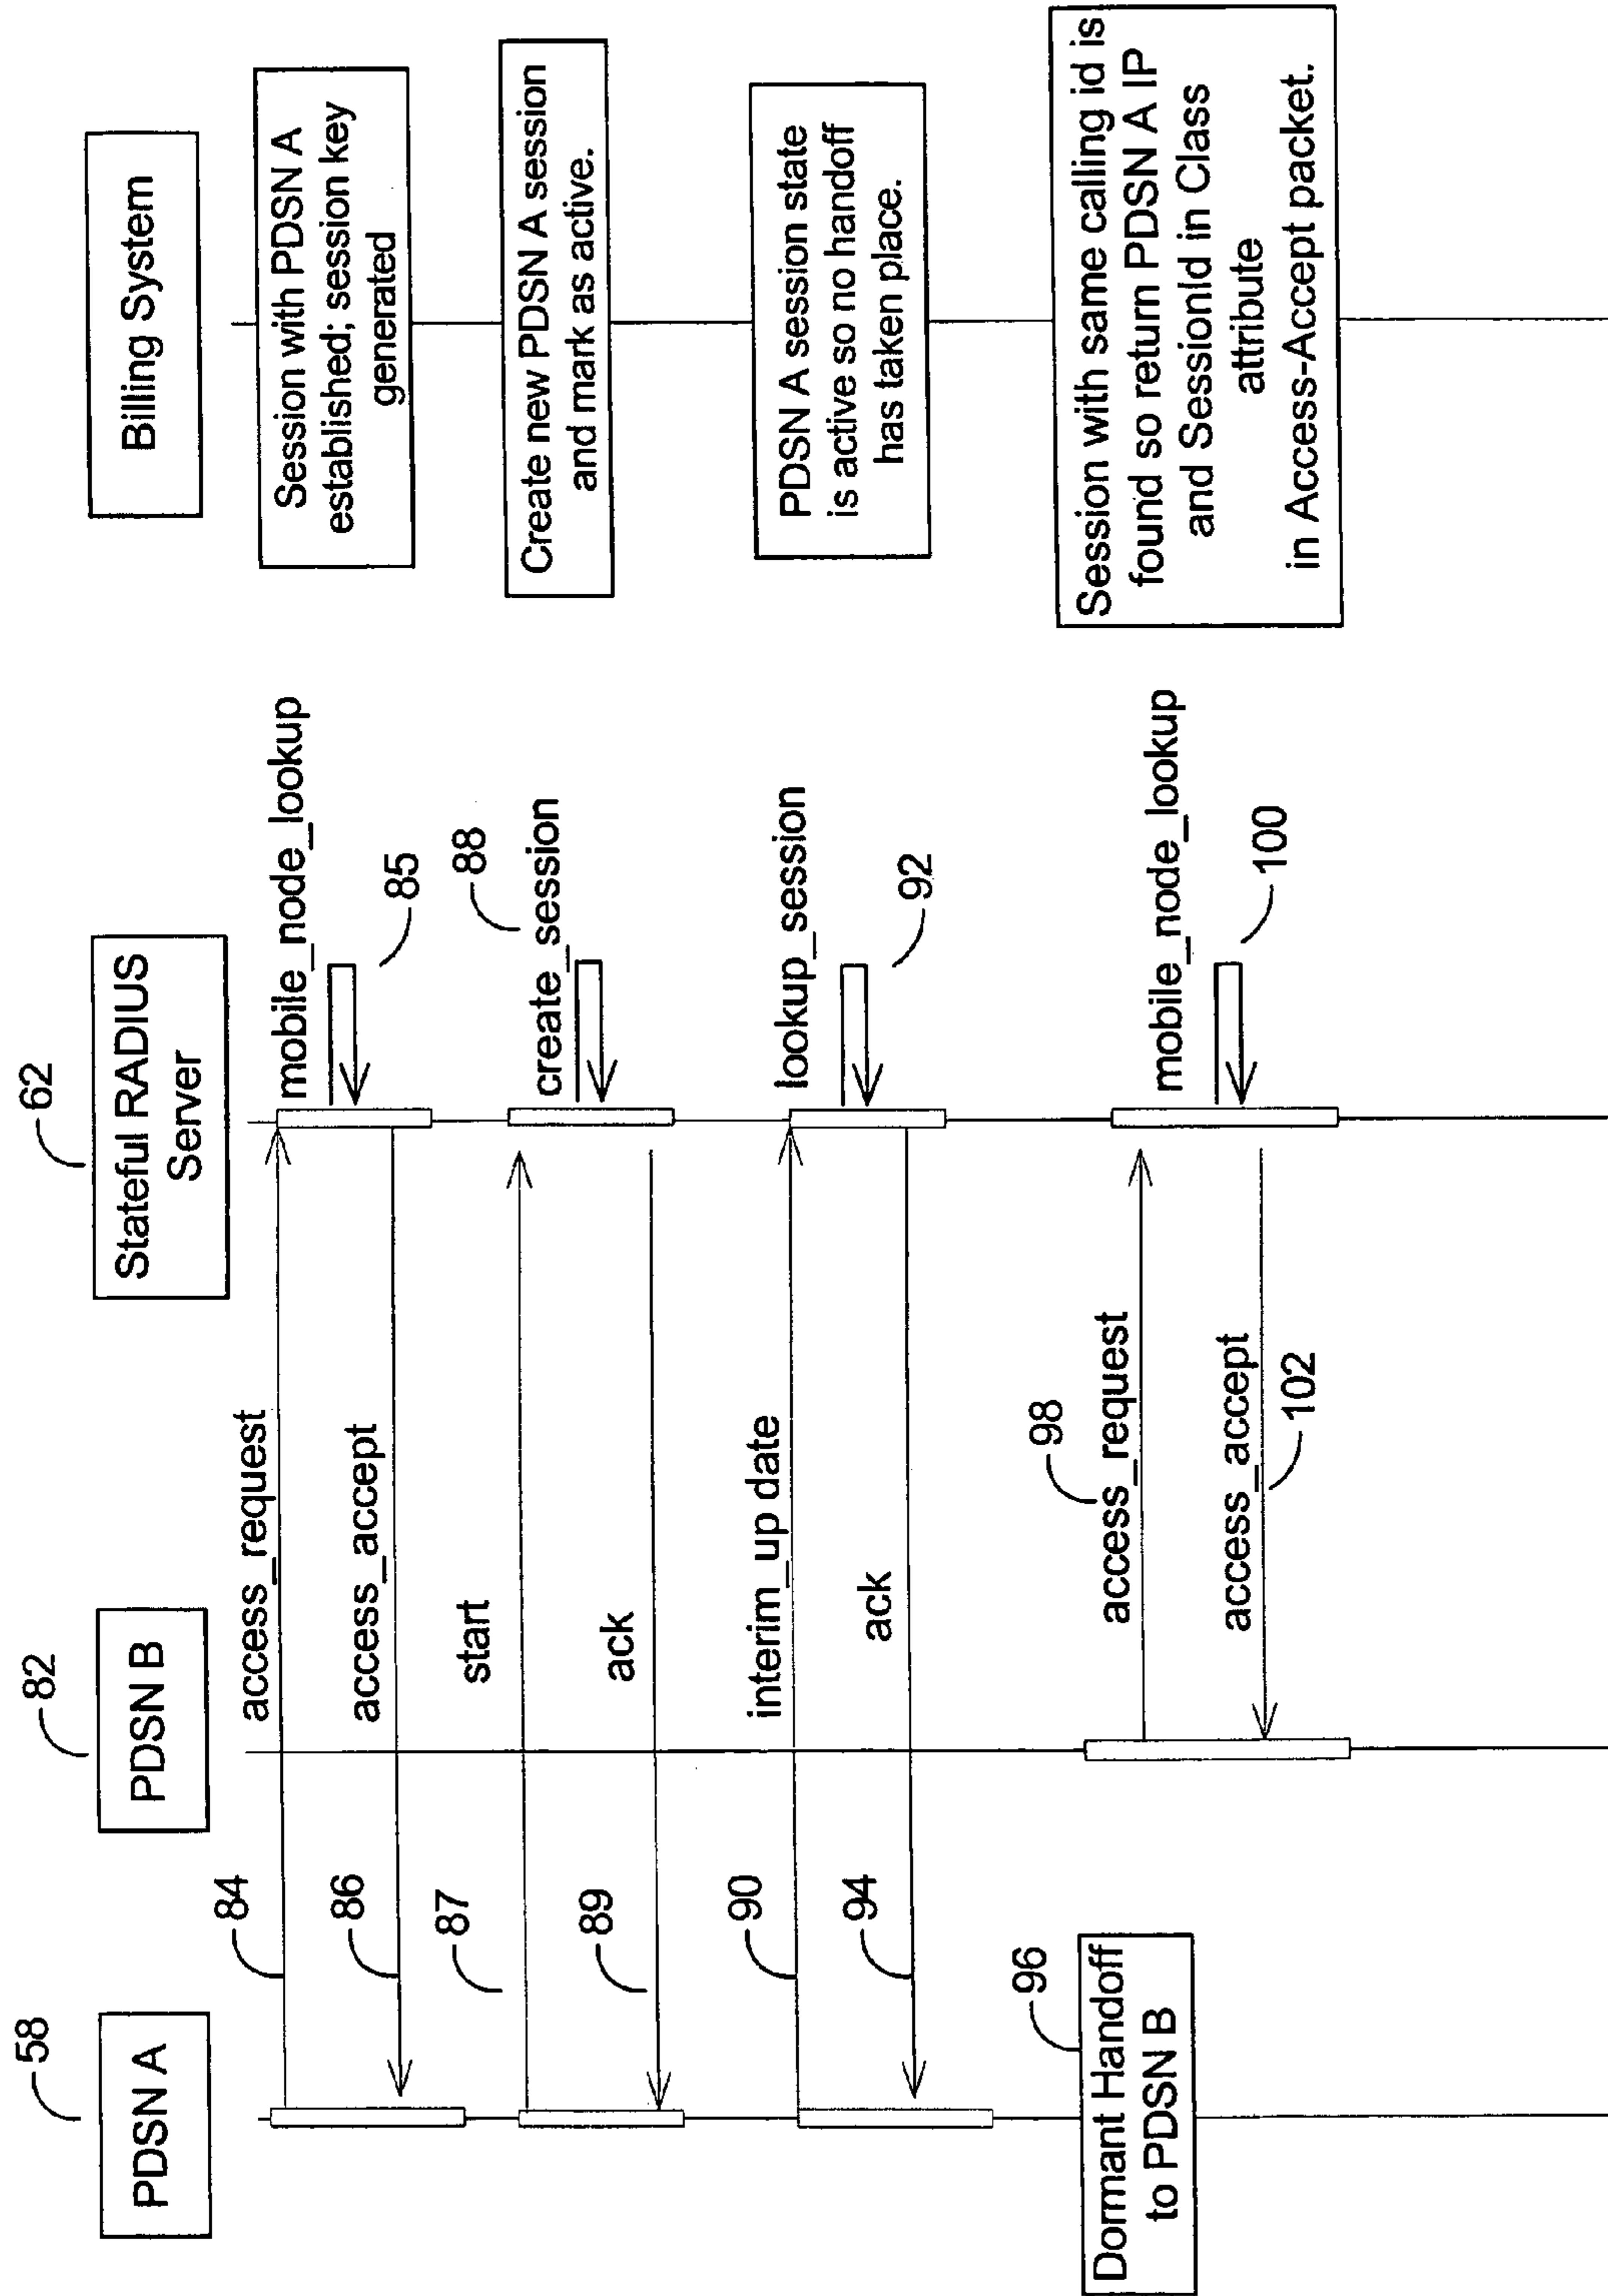 58
PDSN A
82
PDSN B
62
Stateful RADIUS
Server
Billing System
84
access_request
mobile_node_lookup
85
Session with PDSN A
established; session key
generated
86
access_accept
87
start
88
create_session
Create new PDSN A session
and mark as active.
89
ack
90
interim_up date
lookup_session
92
PDSN A session state
is active so no handoff
has taken place.
94
ack
96
Dormant Handoff
to PDSN B
98
access_request
mobile_node_lookup
100
access_accept
102
Session with same calling id is
found so return PDSN A IP
and SessionId in Class
attribute
in Access-Accept packet.